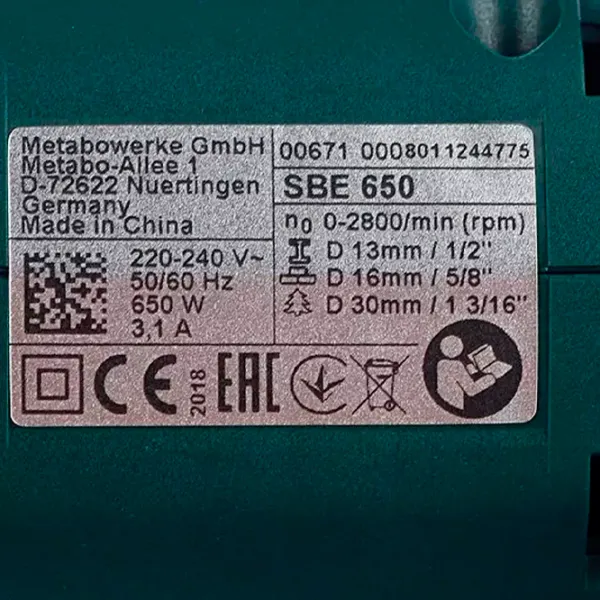 Metabowerke GmbH
Metabo-Allee 1
D-72622 Nuertingen
Germany
Made in China
00671 0008011244775
SBE 650
n0 0-2800/min (rpm)
D 13mm / 1/2"
D 16mm / 5/8"
D 30mm / 1 3/16"
220-240 V~
50/60 Hz
650 W
3,1 A
CE 2018 EAC